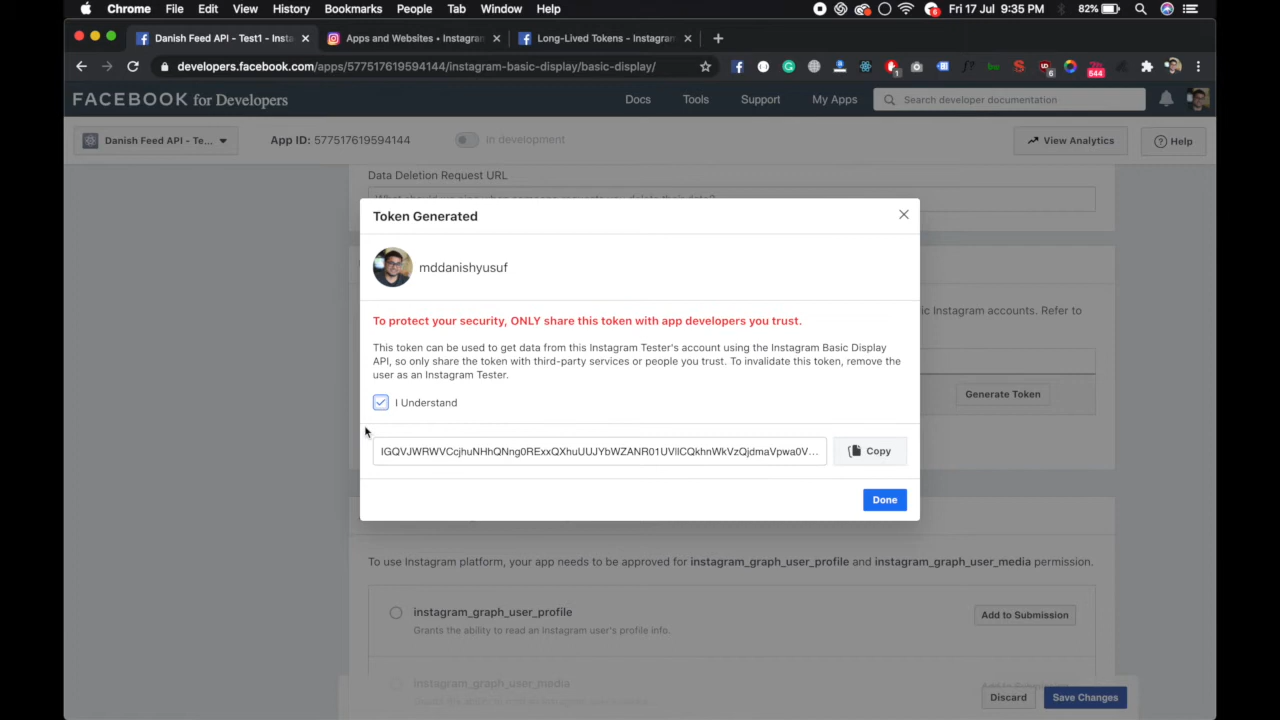 Chrome File Edit View History Bookmarks People Tab Window Help 6 Fri 17 Jul 9:35 PM 82%
Danish Feed API - Test1 - Insta Apps and Websites • Instagram Long-Lived Tokens - Instagram
developers.facebook.com/apps/577517619594144/instagram-basic-display/basic-display/ 1 6 544
FACEBOOK for Developers Docs Tools Support My Apps Search developer documentation
Danish Feed API - Te... App ID: 577517619594144 In development View Analytics Help
Data Deletion Request URL
Token Generated
mddanishyusuf
ic Instagram accounts. Refer to
To protect your security, ONLY share this token with app developers you trust.
This token can be used to get data from this Instagram Tester's account using the Instagram Basic Display
API, so only share the token with third-party services or people you trust. To invalidate this token, remove the
user as an Instagram Tester.
Generate Token
I Understand
Copy
Done
To use Instagram platform, your app needs to be approved for instagram_graph_user_profile and instagram_graph_user_media permission.
instagram_graph_user_profile Add to Submission
Grants the ability to read an Instagram user's profile info.
instagram_graph_user_media
Discard Save Changes